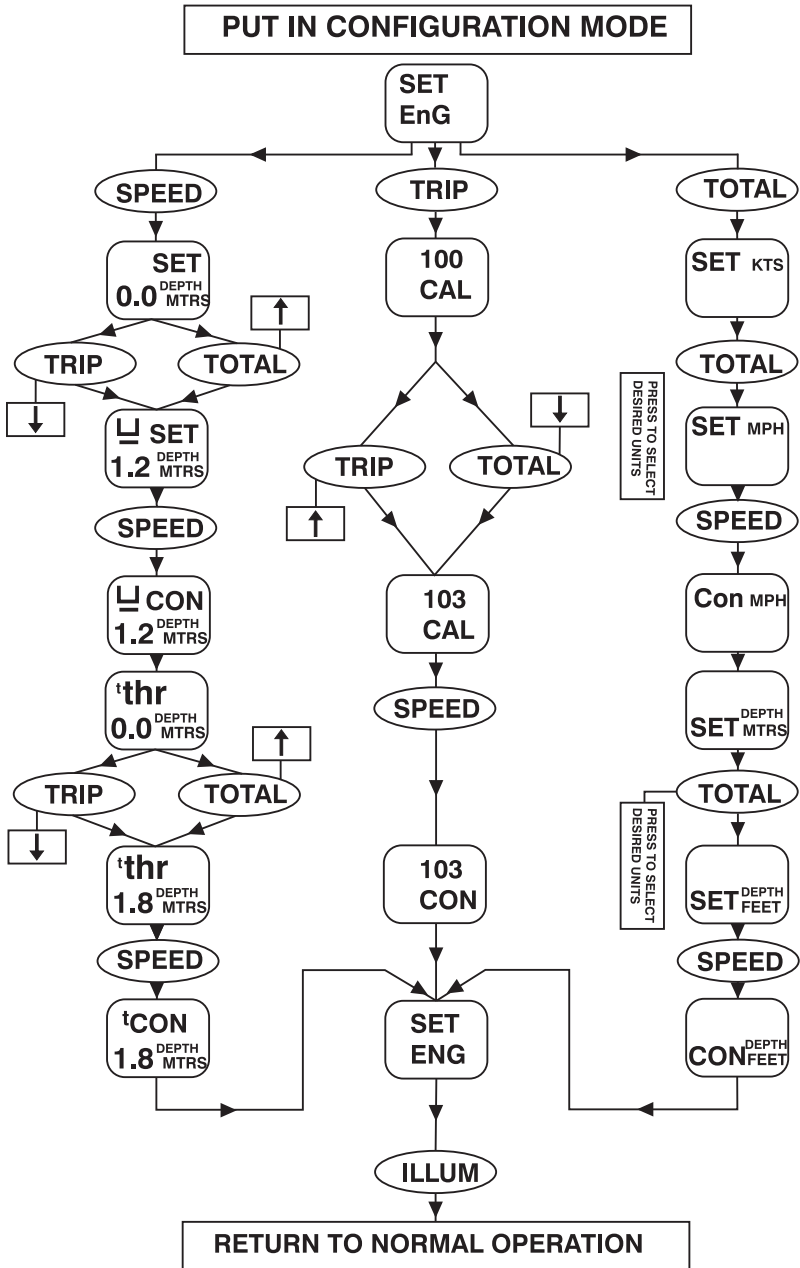 PUT IN CONFIGURATION MODE
SET
EnG
SPEED
TRIP
TOTAL
SET
0.0 DEPTH MTRS
TRIP
TOTAL
SET
1.2 DEPTH MTRS
SPEED
CON
1.2 DEPTH MTRS
tthr
0.0 DEPTH MTRS
TRIP
TOTAL
tthr
1.8 DEPTH MTRS
SPEED
tCON
1.8 DEPTH MTRS
100
CAL
TRIP
TOTAL
103
CAL
SPEED
103
CON
SET KTS
TOTAL
PRESS TO SELECT
DESIRED UNITS
SET MPH
SPEED
Con MPH
SET DEPTH MTRS
TOTAL
PRESS TO SELECT
DESIRED UNITS
SET DEPTH FEET
SPEED
CON DEPTH FEET
SET
ENG
ILLUM
RETURN TO NORMAL OPERATION